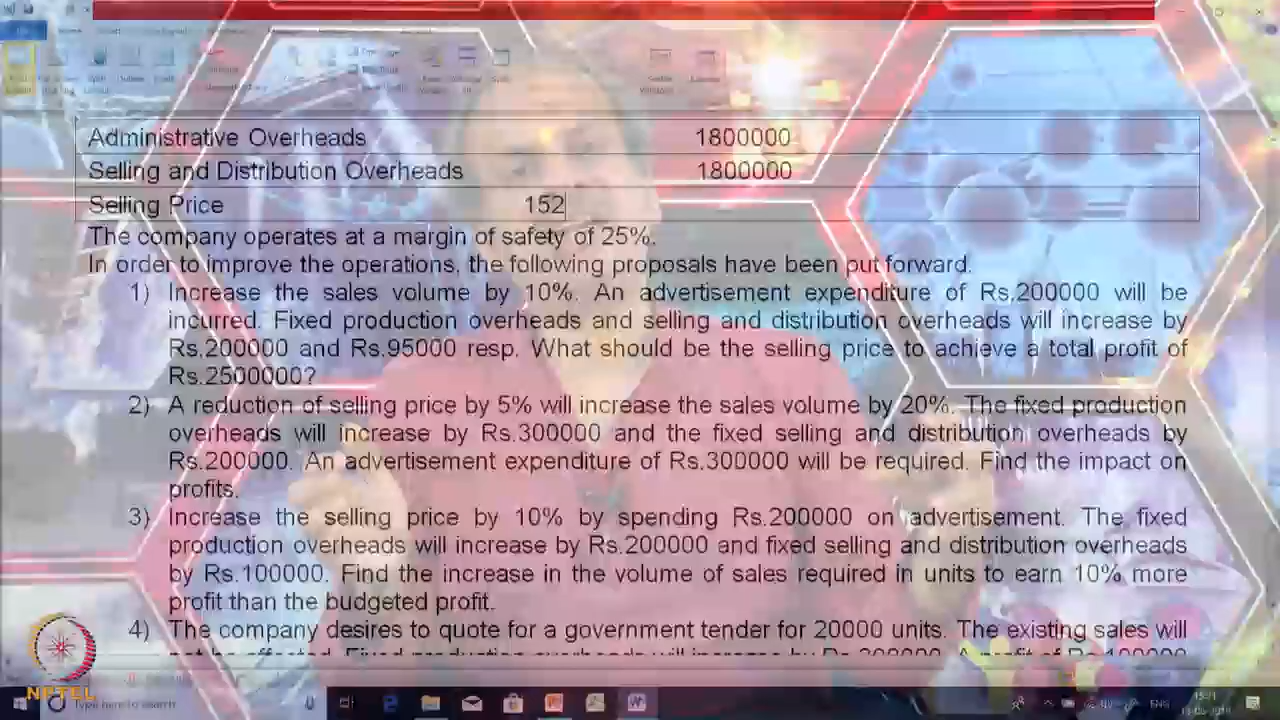 Administrative Overheads 1800000
Selling and Distribution Overheads 1800000
Selling Price 152
The company operates at a margin of safety of 25%.
In order to improve the operations, the following proposals have been put forward.
1) Increase the sales volume by 10%. An advertisement expenditure of Rs.200000 will be
incurred. Fixed production overheads and selling and distribution overheads will increase by
Rs.200000 and Rs.95000 resp. What should be the selling price to achieve a total profit of
Rs.2500000?
2) A reduction of selling price by 5% will increase the sales volume by 20%. The fixed production
overheads will increase by Rs.300000 and the fixed selling and distribution overheads by
Rs.200000. An advertisement expenditure of Rs.300000 will be required. Find the impact on
profits.
3) Increase the selling price by 10% by spending Rs.200000 on advertisement. The fixed
production overheads will increase by Rs.200000 and fixed selling and distribution overheads
by Rs.100000. Find the increase in the volume of sales required in units to earn 10% more
profit than the budgeted profit.
4) The company desires to quote for a government tender for 20000 units. The existing sales will
NPTEL
Type here to search
ENG